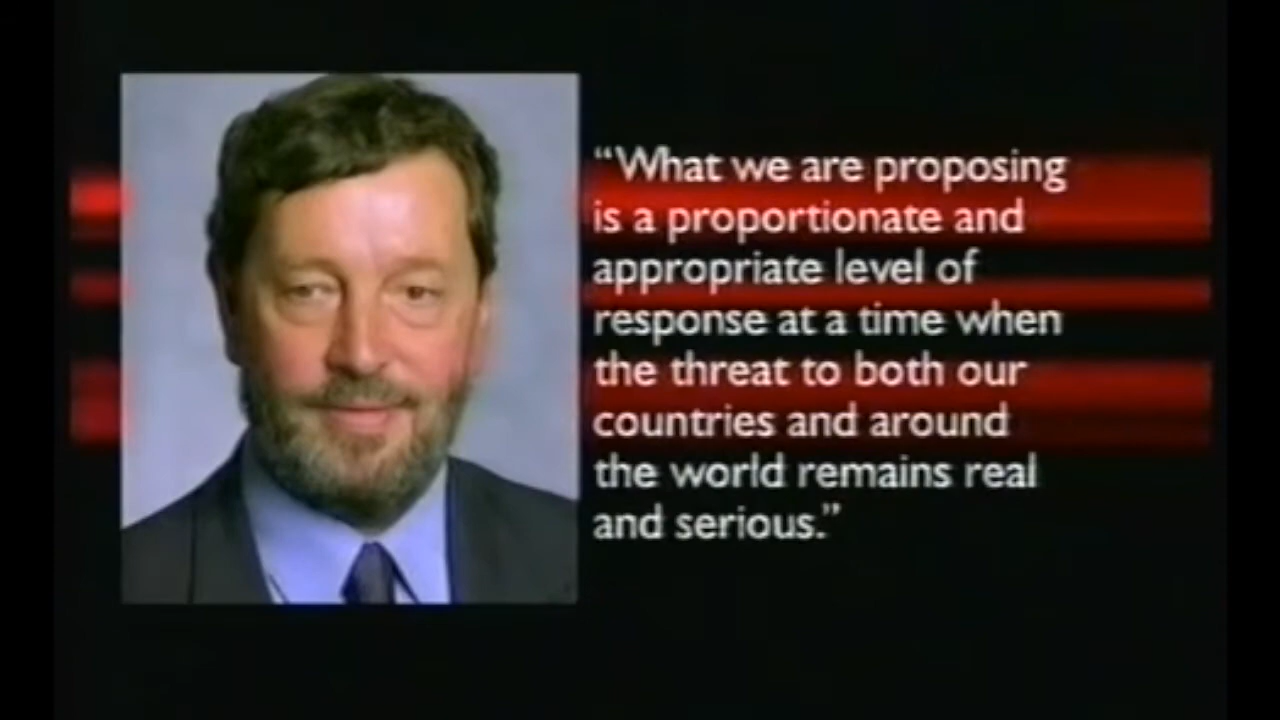 “What we are proposing
is a proportionate and
appropriate level of
response at a time when
the threat to both our
countries and around
the world remains real
and serious.”